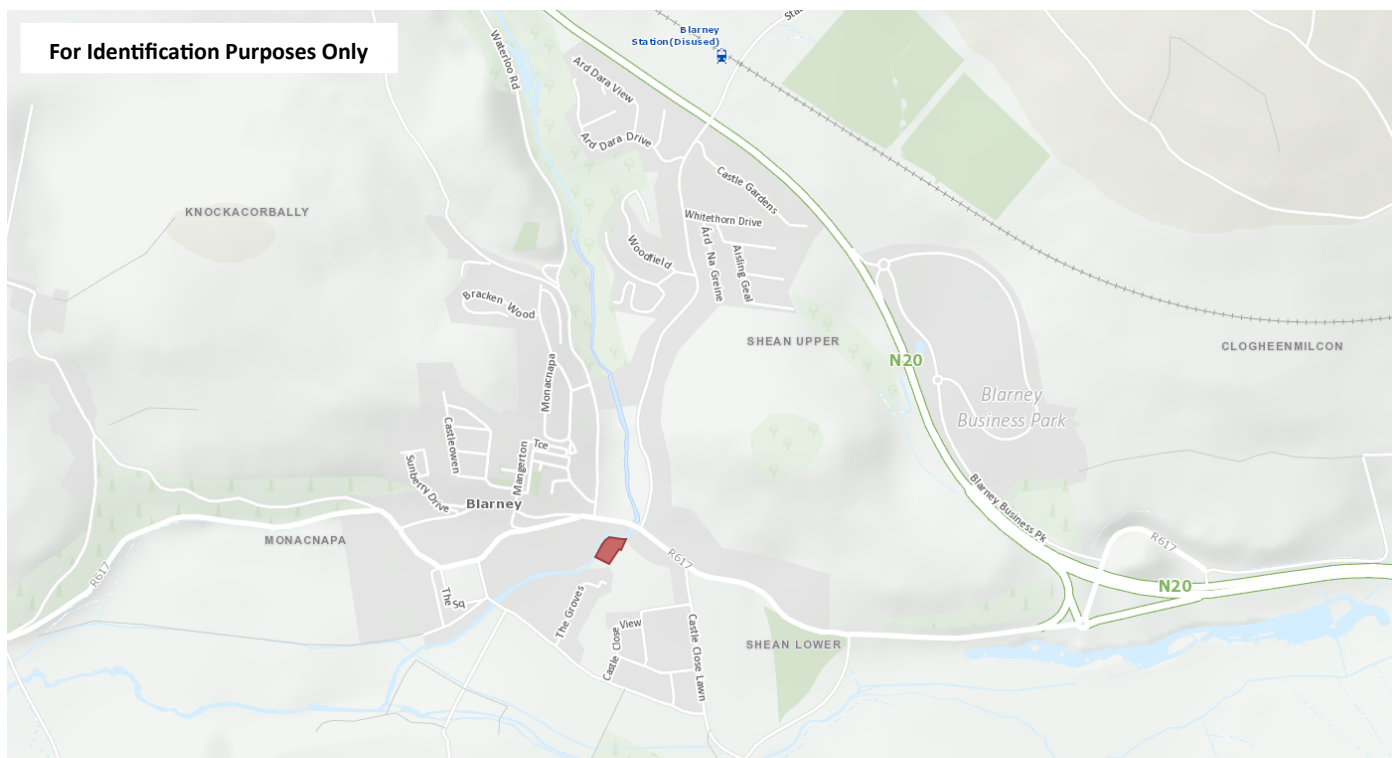 For Identification Purposes Only
Blarney
Station(Disused)
Waterloo Rd
Ard Dara View
Ard Dara Drive
Castle Gardens
KNOCKACORBALLY
Whitethorn Drive
Woodfield
Árd -Na Greine
Aisling Geal
Bracken Wood
SHEAN UPPER
CLOGHEENMILCON
N20
Monacnapa
Blarney
Business Park
Castleowen
Tce
Mangerton
Sunberry Drive
Blarney
Blarney Business Pk
MONACNAPA
R617
R617
R617
N20
The Sq
The Groves
View
Castle Close
Castle Close Lawn
SHEAN LOWER